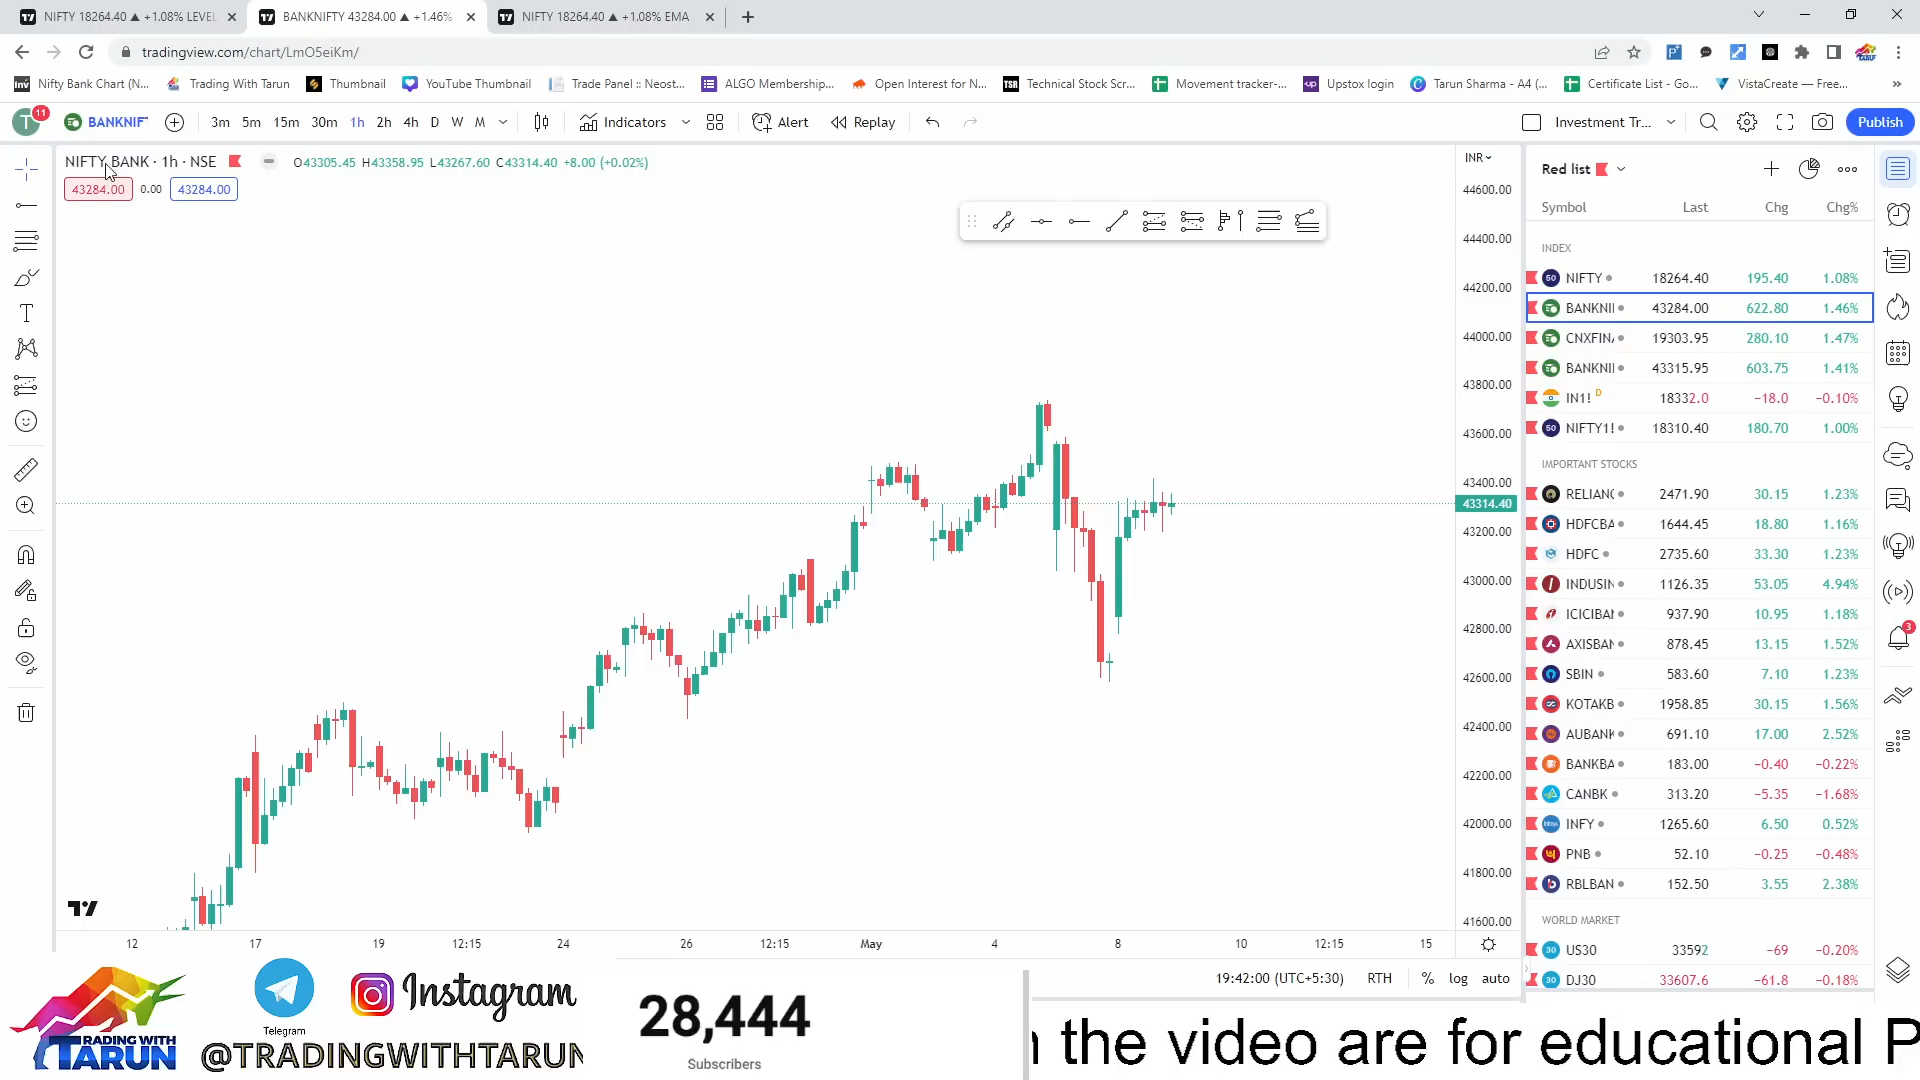 NIFTY 18264.40 ▲ +1.08% LEVEL
BANKNIFTY 43284.00 ▲ +1.46%
NIFTY 18264.40 ▲ +1.08% EMA
tradingview.com/chart/LmO5eiKm/
Nifty Bank Chart (N...
Trading With Tarun
Thumbnail
YouTube Thumbnail
Trade Panel :: Neost...
ALGO Membership...
Open Interest for N...
Technical Stock Scr...
Movement tracker-...
Upstox login
Tarun Sharma - A4 (...
Certificate List - Go...
VistaCreate — Free...
T 11 BANKNIF 3m 5m 15m 30m 1h 2h 4h D W M Indicators Alert Replay Investment Tr... Publish
NIFTY BANK · 1h · NSE O43305.45 H43358.95 L43267.60 C43314.40 +8.00 (+0.02%)
43284.00 0.00 43284.00
INR
44600.00
44400.00
44200.00
44000.00
43800.00
43600.00
43400.00
43314.40
43200.00
43000.00
42800.00
42600.00
42400.00
42200.00
42000.00
41800.00
41600.00
12 17 19 12:15 24 26 12:15 May 4 8 10 12:15 15
19:42:00 (UTC+5:30) RTH % log auto
Red list
Symbol Last Chg Chg%
INDEX
50 NIFTY 18264.40 195.40 1.08%
BANKNI 43284.00 622.80 1.46%
CNXFIN 19303.95 280.10 1.47%
BANKNI 43315.95 603.75 1.41%
IN1! D 18332.0 −18.0 −0.10%
50 NIFTY1! 18310.40 180.70 1.00%
IMPORTANT STOCKS
RELIAN 2471.90 30.15 1.23%
HDFCBA 1644.45 18.80 1.16%
HDFC 2735.60 33.30 1.23%
INDUSIN 1126.35 53.05 4.94%
ICICIBAN 937.90 10.95 1.18%
AXISBAN 878.45 13.15 1.52%
SBIN 583.60 7.10 1.23%
KOTAKB 1958.85 30.15 1.56%
AUBANK 691.10 17.00 2.52%
BANKBA 183.00 −0.40 −0.22%
CANBK 313.20 −5.35 −1.68%
INFY 1265.60 6.50 0.52%
PNB 52.10 −0.25 −0.48%
RBLBAN 152.50 3.55 2.38%
WORLD MARKET
30 US30 33592 −69 −0.20%
30 DJ30 33607.6 −61.8 −0.18%
3
TRADING WITH
TARUN
Telegram
Instagram
@TRADINGWITHTARUN
28,444
Subscribers
the video are for educational P